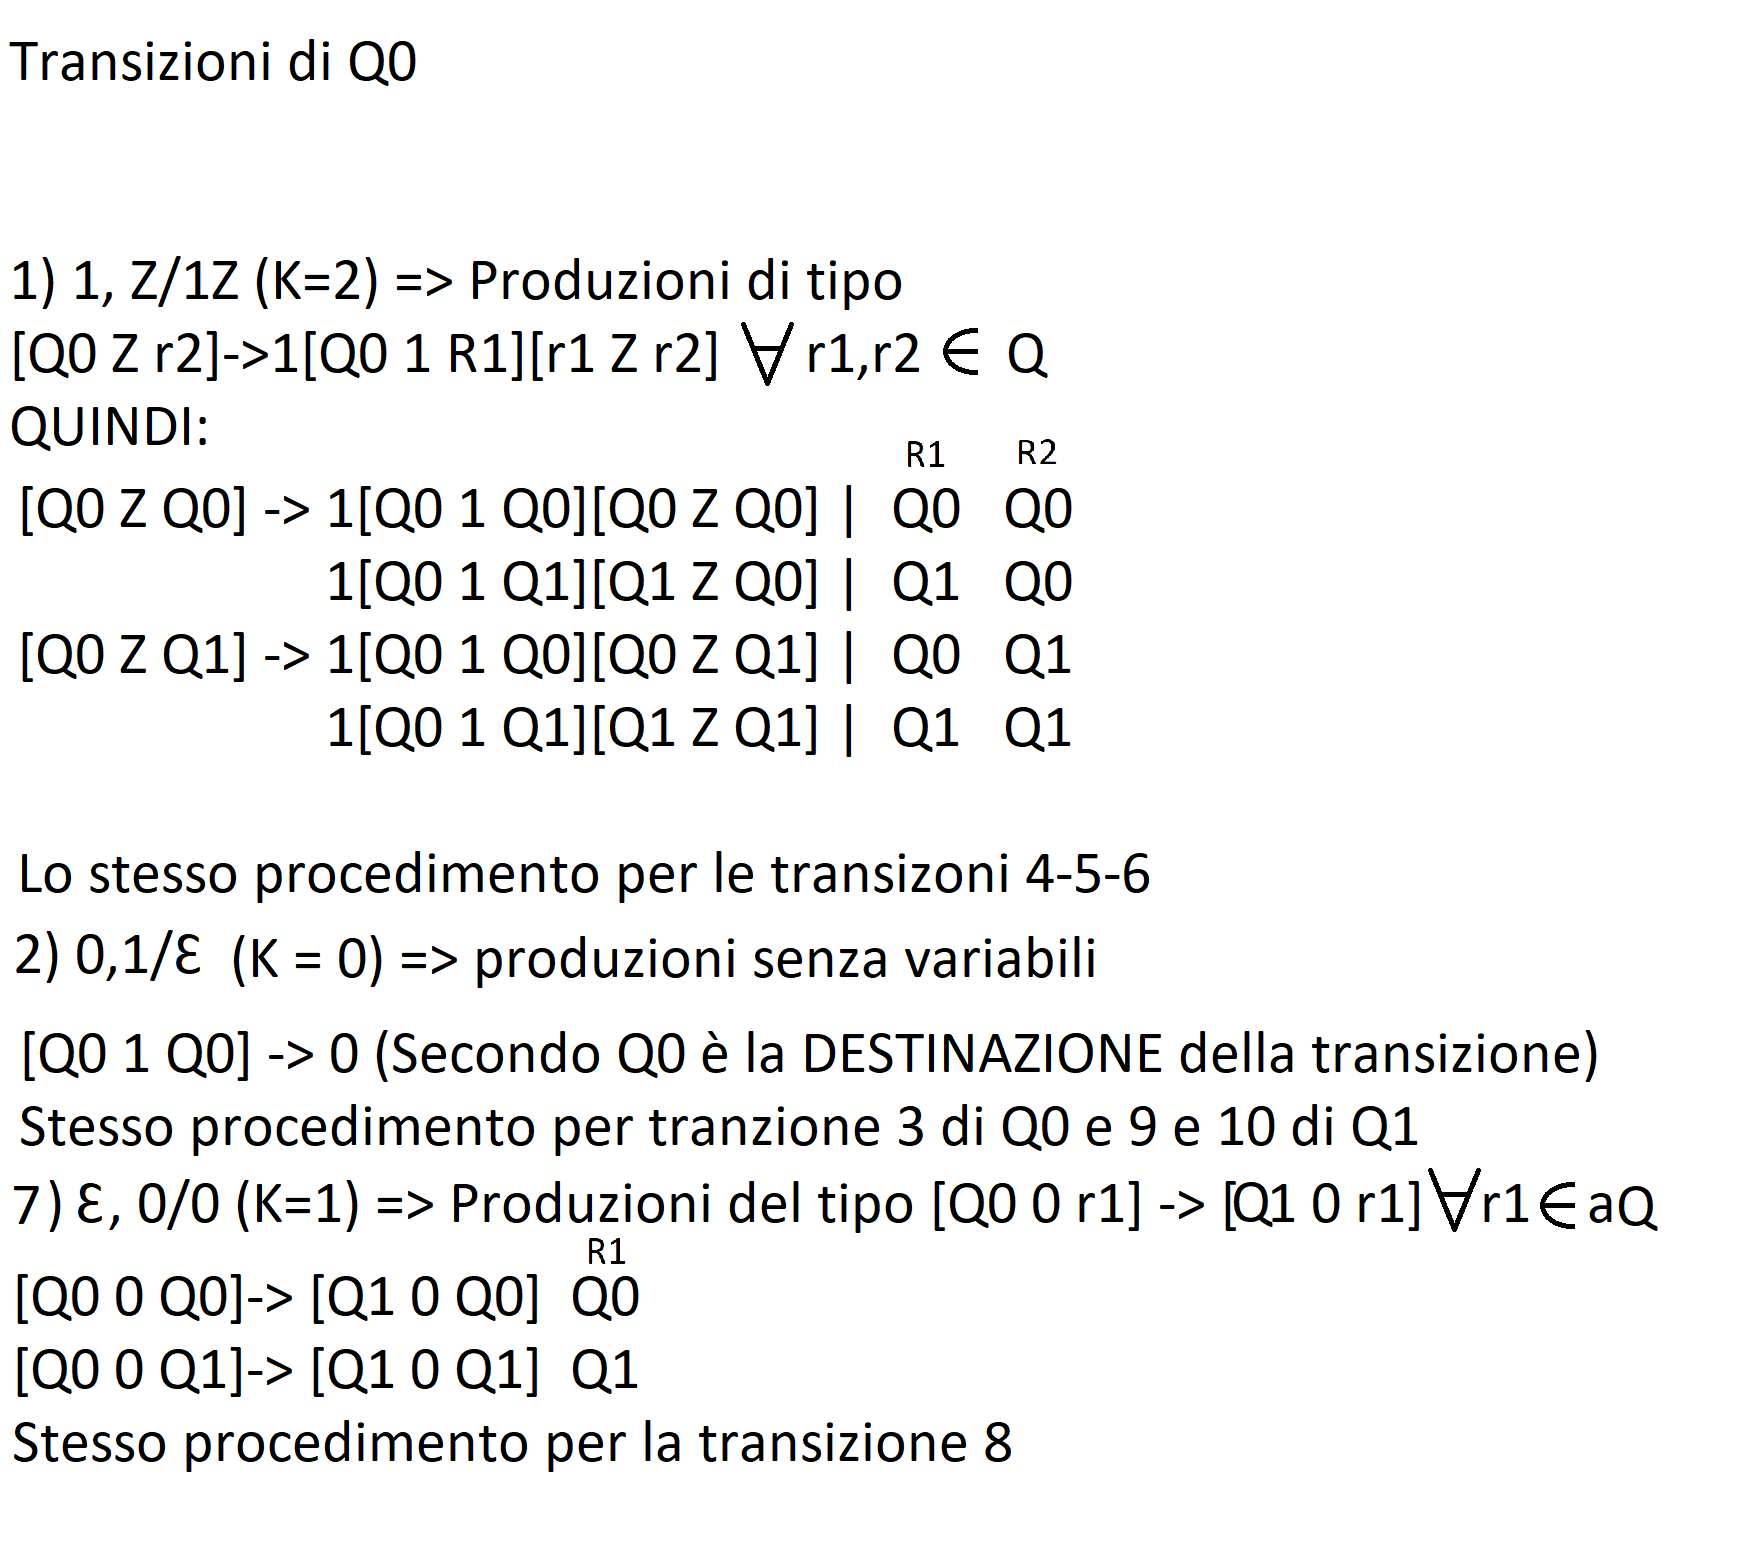 Transizioni di Q0
1) 1, Z/1Z (K=2) => Produzioni di tipo
[Q0 Z r2]->1[Q0 1 R1][r1 Z r2] ∀ r1,r2 ∈ Q
QUINDI:
R1 R2
[Q0 Z Q0] -> 1[Q0 1 Q0][Q0 Z Q0] | Q0 Q0
1[Q0 1 Q1][Q1 Z Q0] | Q1 Q0
[Q0 Z Q1] -> 1[Q0 1 Q0][Q0 Z Q1] | Q0 Q1
1[Q0 1 Q1][Q1 Z Q1] | Q1 Q1
Lo stesso procedimento per le transizoni 4-5-6
2) 0,1/Ɛ (K = 0) => produzioni senza variabili
[Q0 1 Q0] -> 0 (Secondo Q0 è la DESTINAZIONE della transizione)
Stesso procedimento per tranzione 3 di Q0 e 9 e 10 di Q1
7) Ɛ, 0/0 (K=1) => Produzioni del tipo [Q0 0 r1] -> [Q1 0 r1] ∀ r1 ∈ aQ
R1
[Q0 0 Q0]-> [Q1 0 Q0] Q0
[Q0 0 Q1]-> [Q1 0 Q1] Q1
Stesso procedimento per la transizione 8